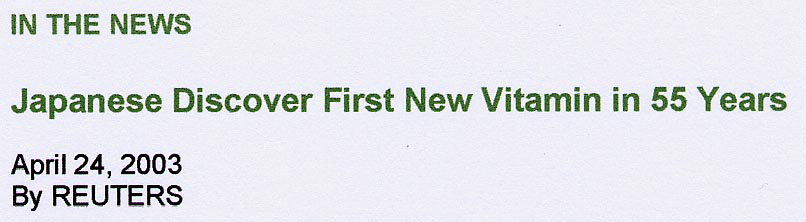 IN THE NEWS
Japanese Discover First New Vitamin in 55 Years
April 24, 2003
By REUTERS